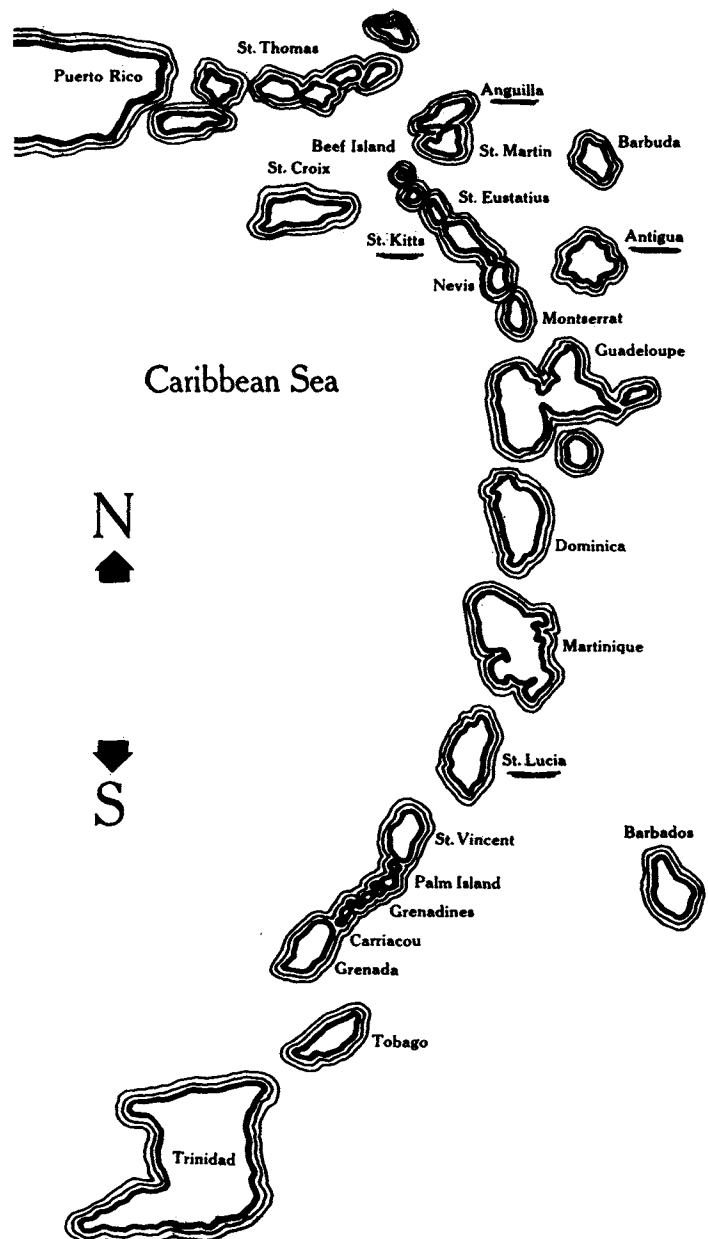 St. Thomas
Puerto Rico
Anguilla
Beef Island
St. Martin
Barbuda
St. Croix
St. Eustatius
St. Kitts
Antigua
Nevis
Montserrat
Guadeloupe
Caribbean Sea
N
Dominica
Martinique
St. Lucia
S
St. Vincent
Barbados
Palm Island
Grenadines
Carriacou
Grenada
Tobago
Trinidad